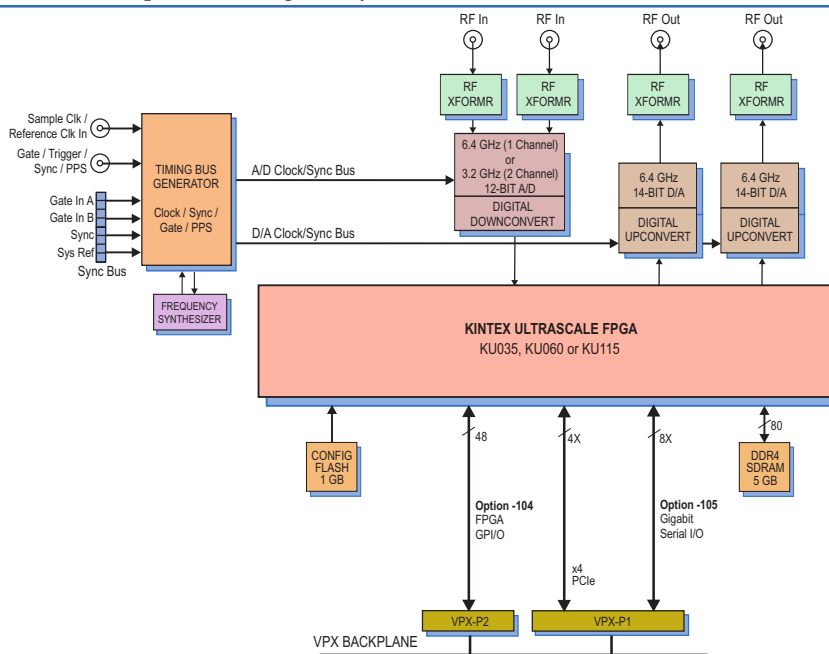 RF In
RF In
RF Out
RF Out
RF
XFORMR
RF
XFORMR
RF
XFORMR
RF
XFORMR
Sample Clk /
Reference Clk In
Gate / Trigger /
Sync / PPS
Gate In A
Gate In B
Sync
Sys Ref
Sync Bus
TIMING BUS
GENERATOR
Clock / Sync /
Gate / PPS
A/D Clock/Sync Bus
D/A Clock/Sync Bus
6.4 GHz (1 Channel)
or
3.2 GHz (2 Channel)
12-BIT A/D
DIGITAL
DOWNCONVERT
6.4 GHz
14-BIT D/A
DIGITAL
UPCONVERT
6.4 GHz
14-BIT D/A
DIGITAL
UPCONVERT
FREQUENCY
SYNTHESIZER
KINTEX ULTRASCALE FPGA
KU035, KU060 or KU115
48
4X
8X
80
CONFIG
FLASH
1 GB
DDR4
SDRAM
5 GB
Option -104
FPGA
GPI/O
x4
PCIe
Option -105
Gigabit
Serial I/O
VPX-P2
VPX-P1
VPX BACKPLANE